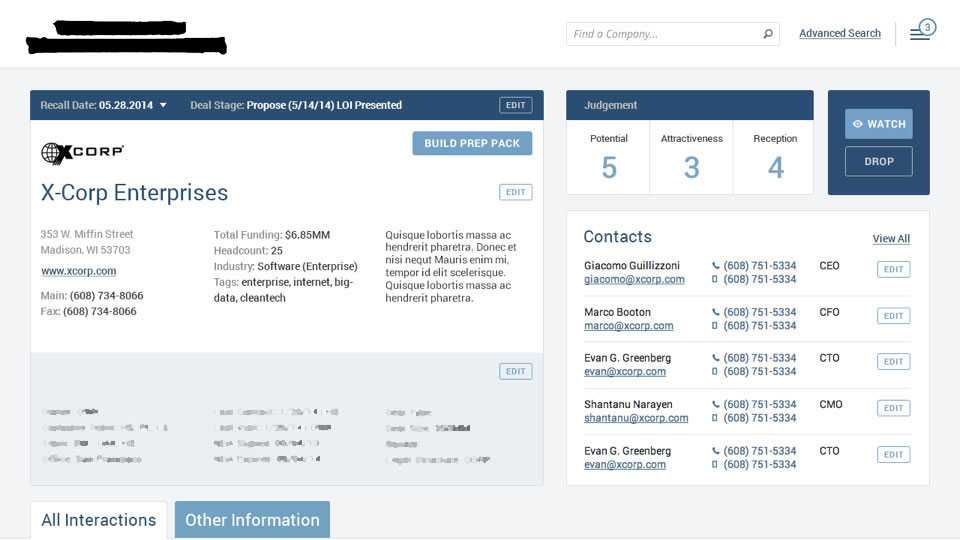 Find a Company...
Advanced Search
3
Recall Date: 05.28.2014
Deal Stage: Propose (5/14/14) LOI Presented
EDIT
XCORP
BUILD PREP PACK
X-Corp Enterprises
EDIT
353 W. Miffin Street
Madison, WI 53703
www.xcorp.com
Main: (608) 734-8066
Fax: (608) 734-8066
Total Funding: $6.85MM
Headcount: 25
Industry: Software (Enterprise)
Tags: enterprise, internet, big-
data, cleantech
Quisque lobortis massa ac
hendrerit pharetra. Donec et
nisi nequt Mauris enim mi,
tempor id elit scelerisque.
Quisque lobortis massa ac
hendrerit pharetra.
EDIT
Judgement
Potential
5
Attractiveness
3
Reception
4
WATCH
DROP
Contacts
View All
Giacomo Guillizzoni (608) 751-5334 CEO EDIT
giacomo@xcorp.com (608) 751-5334
Marco Booton (608) 751-5334 CFO EDIT
marco@xcorp.com (608) 751-5334
Evan G. Greenberg (608) 751-5334 CTO EDIT
evan@xcorp.com (608) 751-5334
Shantanu Narayen (608) 751-5334 CMO EDIT
shantanu@xcorp.com (608) 751-5334
Evan G. Greenberg (608) 751-5334 CTO EDIT
evan@xcorp.com (608) 751-5334
All Interactions
Other Information